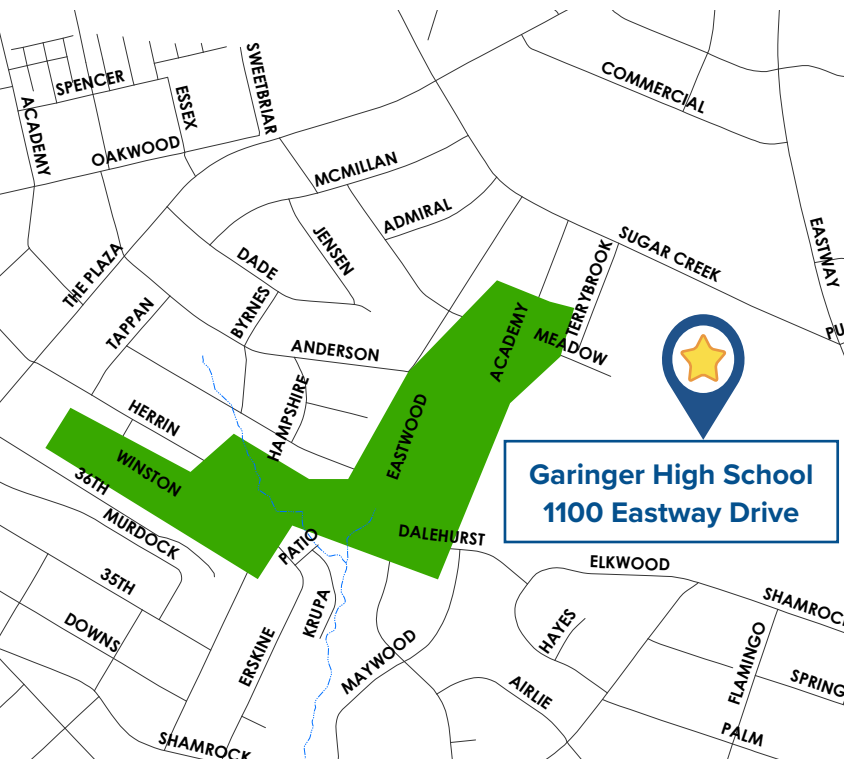 SPENCER
ACADEMY
ESSEX
SWEETBRIAR
OAKWOOD
COMMERCIAL
MCMILLAN
ADMIRAL
JENSEN
DADE
THE PLAZA
BYRNES
TAPPAN
ANDERSON
SUGAR CREEK
EASTWAY
PU
TERRYBROOK
ACADEMY
MEADOW
HAMPSHIRE
HERRIN
EASTWOOD
WINSTON
36TH
MURDOCK
Garinger High School
1100 Eastway Drive
DALEHURST
PATIO
ELKWOOD
35TH
KRUPA
SHAMROCK
HAYES
DOWNS
ERSKINE
MAYWOOD
FLAMINGO
AIRLIE
SPRING
PALM
SHAMROCK